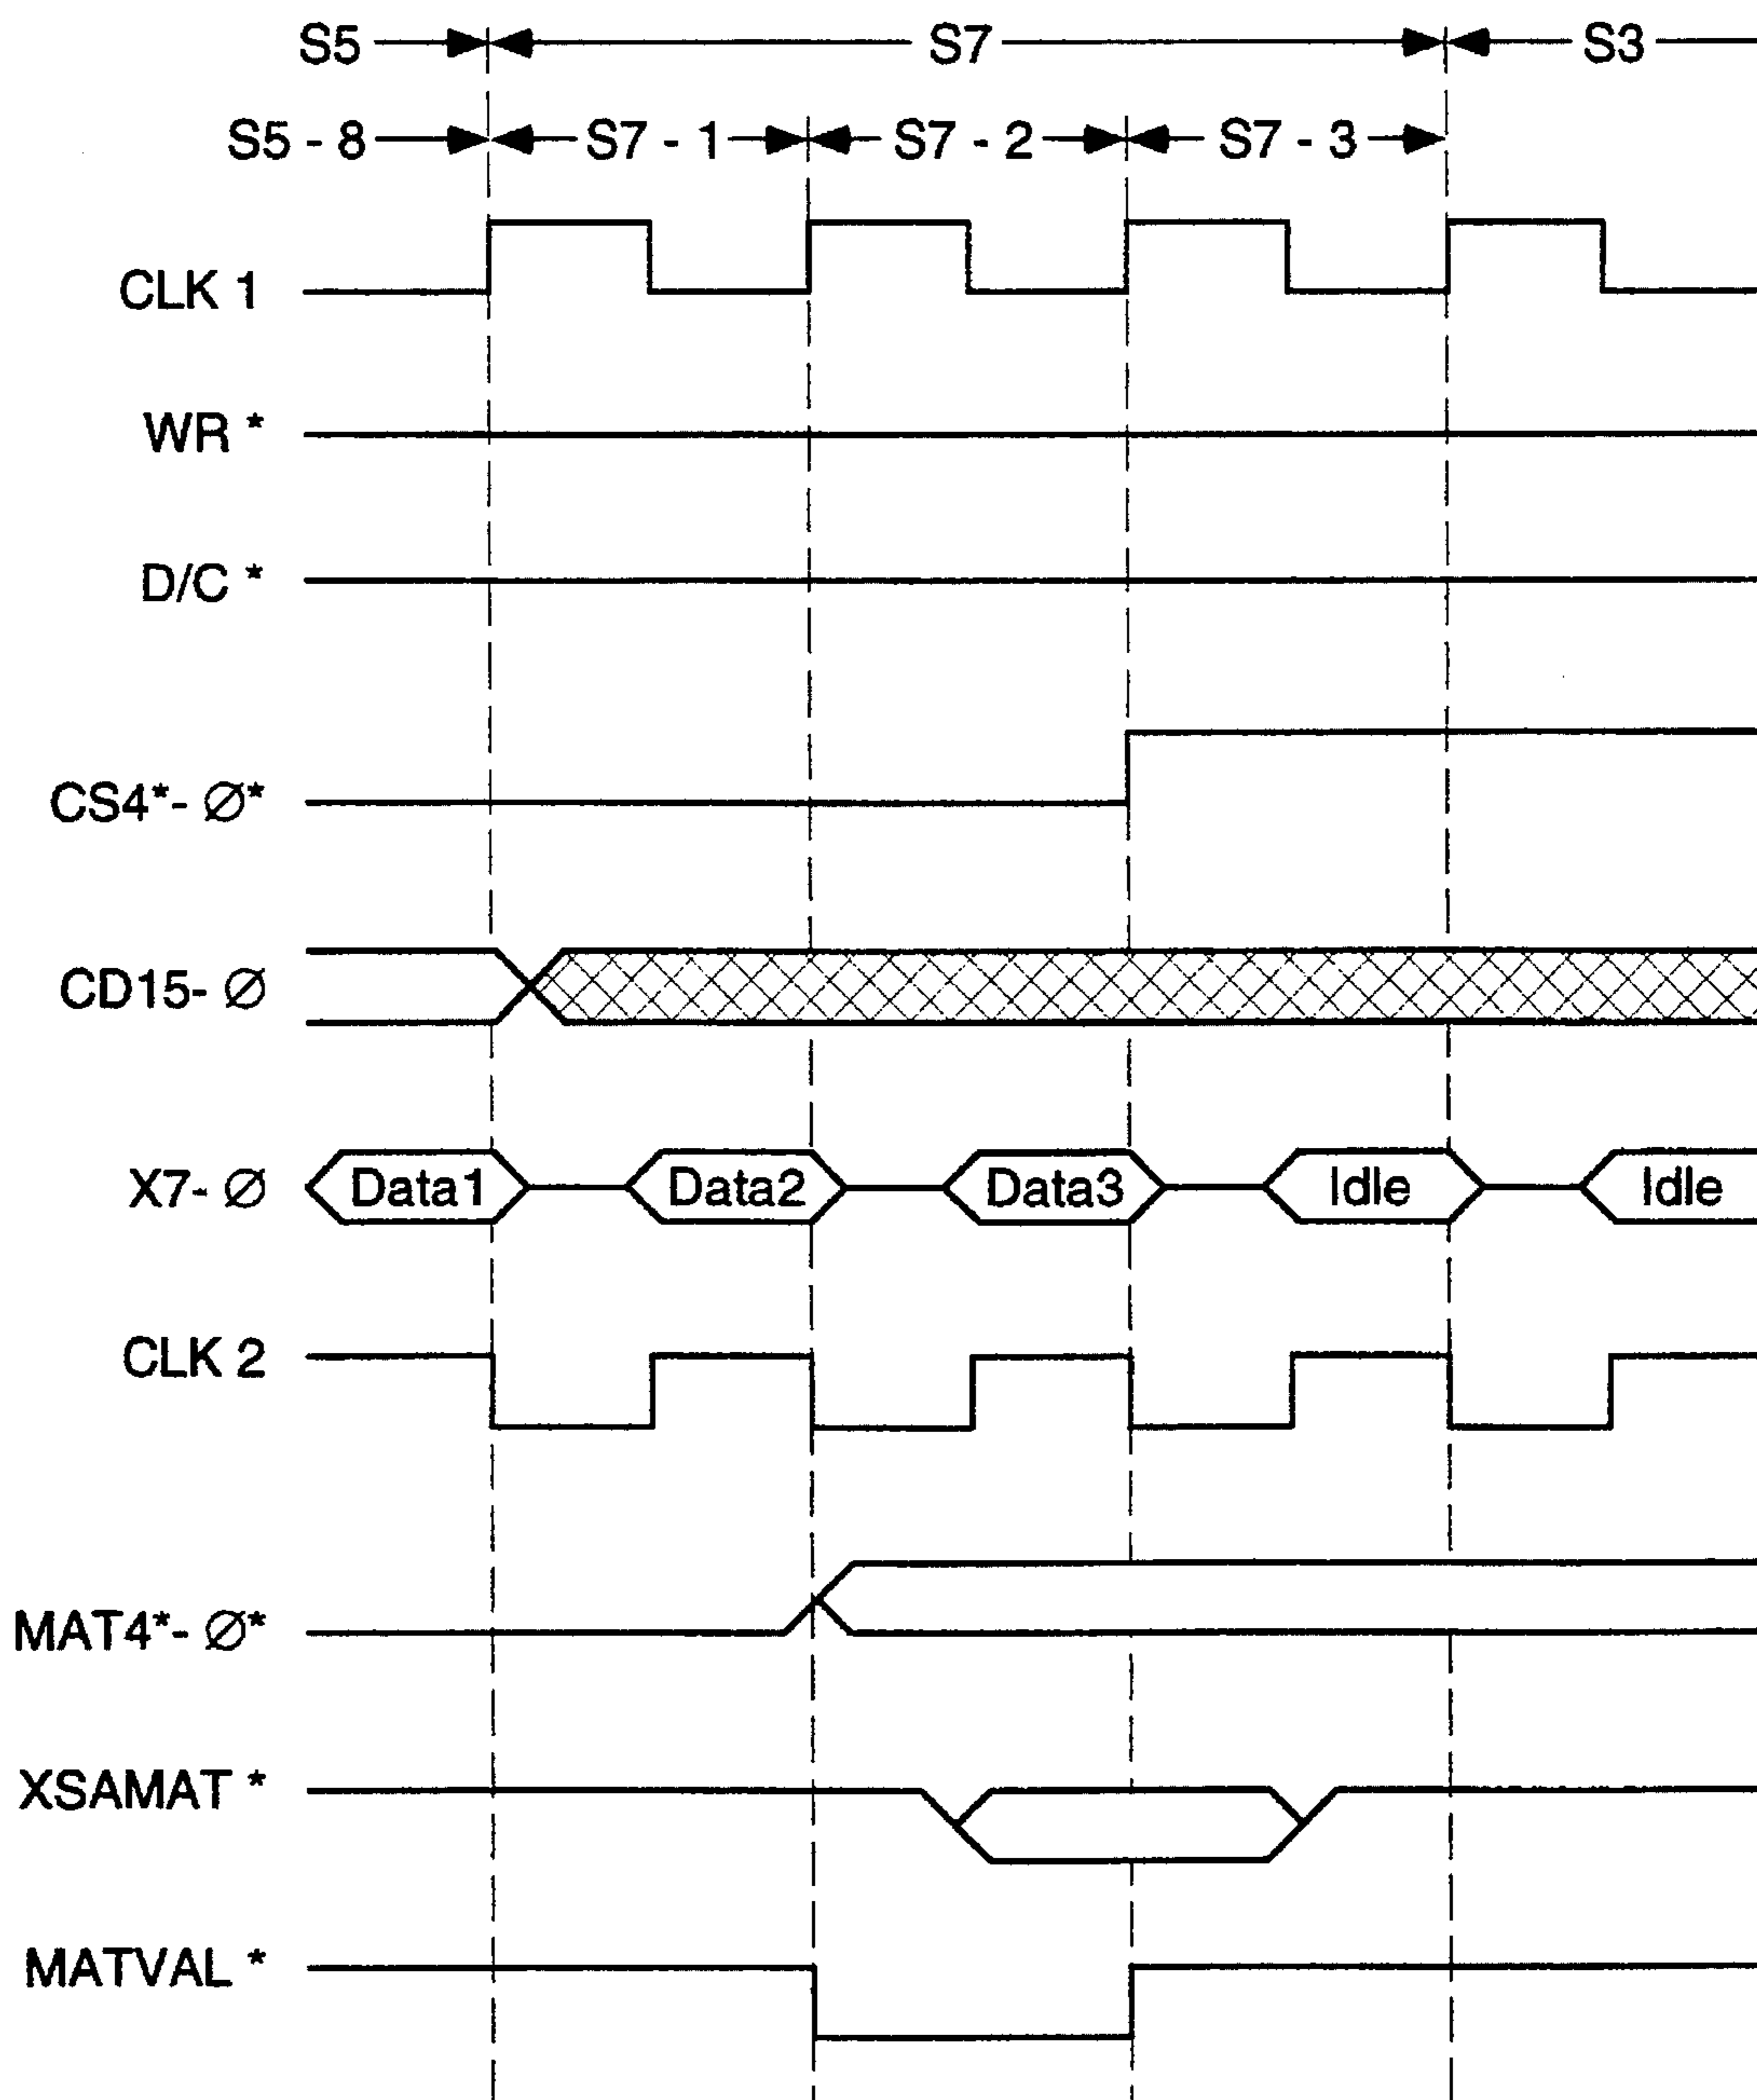 S5 S7 S3
S5 - 8 S7 - 1 S7 - 2 S7 - 3
CLK 1
WR *
D/C *
CS4*- Ø*
CD15- Ø
X7- Ø Data1 Data2 Data3 Idle Idle
CLK 2
MAT4*- Ø*
XSAMAT *
MATVAL *